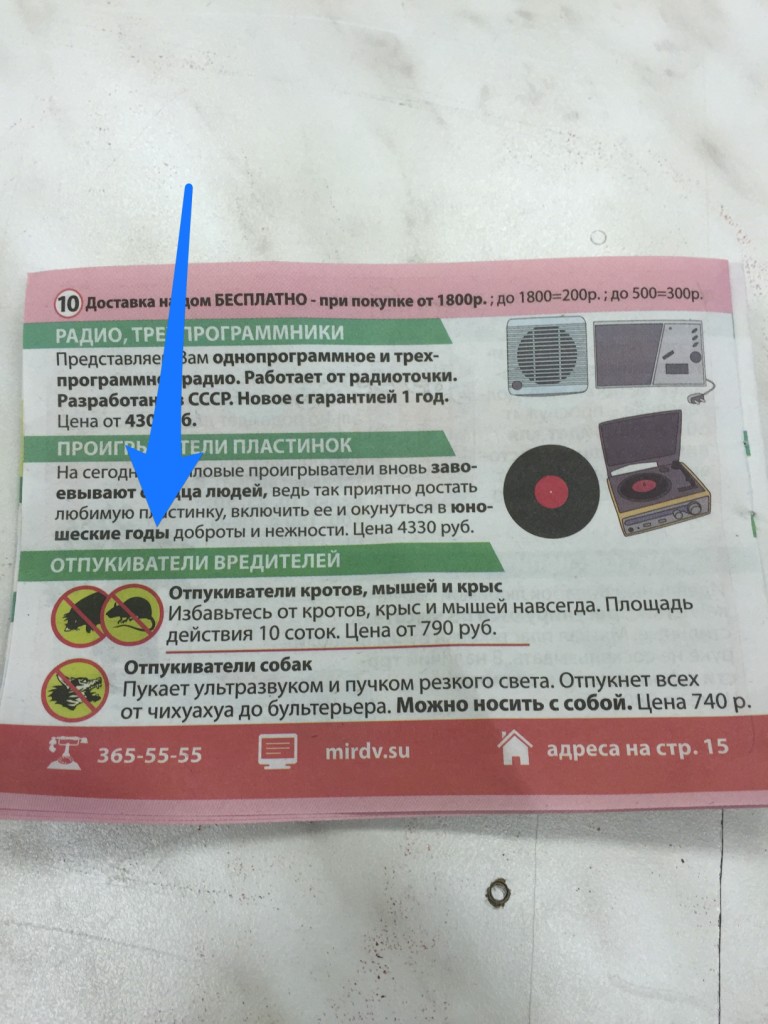 10 Доставка на дом БЕСПЛАТНО - при покупке от 1800р. ; до 1800=200р. ; до 500=300р.
РАДИО, ТРЕХПРОГРАММНИКИ
Представляем Вам однопрограммное и трех-
программное радио. Работает от радиоточки.
Разработано в СССР. Новое с гарантией 1 год.
Цена от
ПРОИГРЫВАТЕЛИ ПЛАСТИНОК
На виниловые проигрыватели вновь заво-
евывают сердца людей, ведь так приятно достать
любимую пластинку, включить ее и окунуться в юно-
шеские годы доброты и нежности. Цена 4330 руб.
ОТПУКИВАТЕЛИ ВРЕДИТЕЛЕЙ
Отпукиватели кротов, мышей и крыс
Избавьтесь от кротов, крыс и мышей навсегда. Площадь
действия 10 соток. Цена от 790 руб.
Отпукиватели собак
Пукает ультразвуком и пучком резкого света. Отпукнет всех
от чихуахуа до бультерьера. Можно носить с собой. Цена 740 р.
365-55-55 mirdv.su адреса на стр. 15